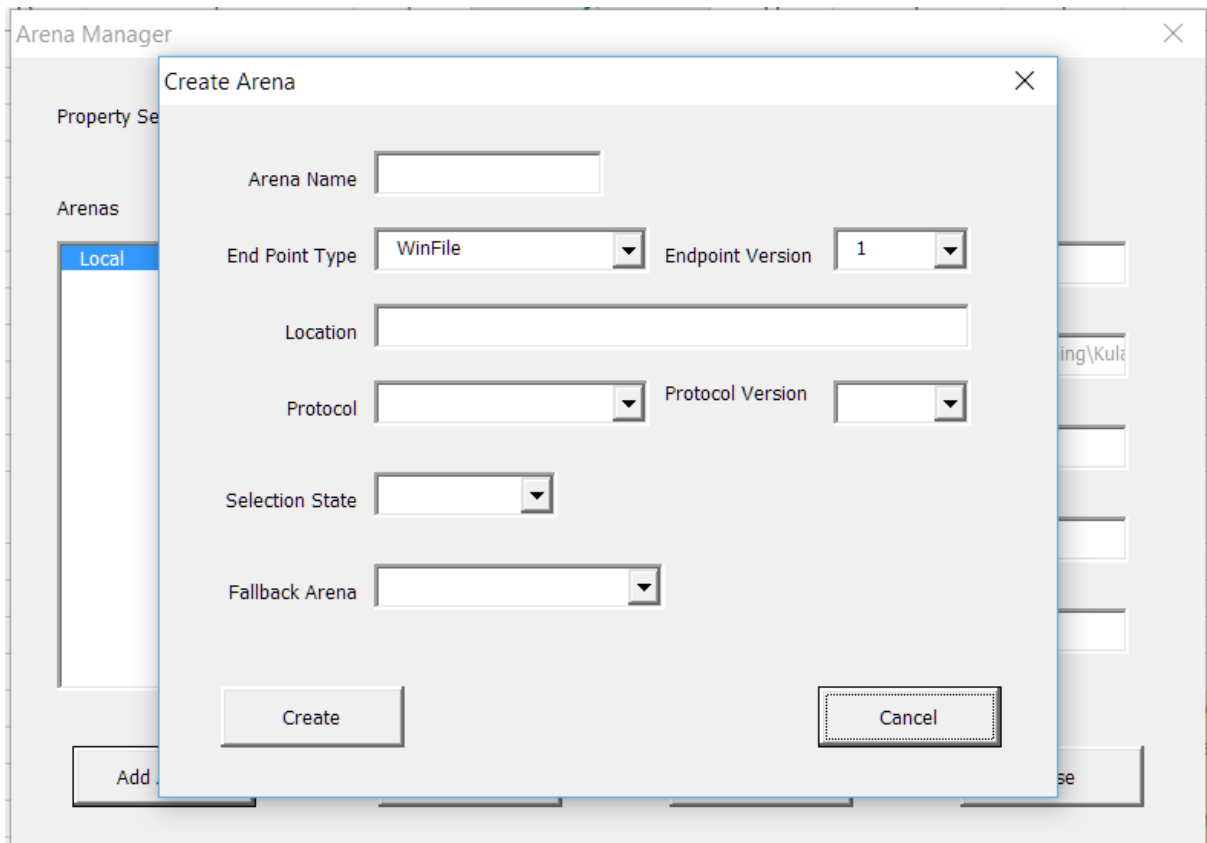 Arena Manager
Create Arena
Property Se
Arena Name
Arenas
Local
End Point Type WinFile Endpoint Version 1
Location
ing\Kula
Protocol Protocol Version
Selection State
Fallback Arena
Create Cancel
Add
se